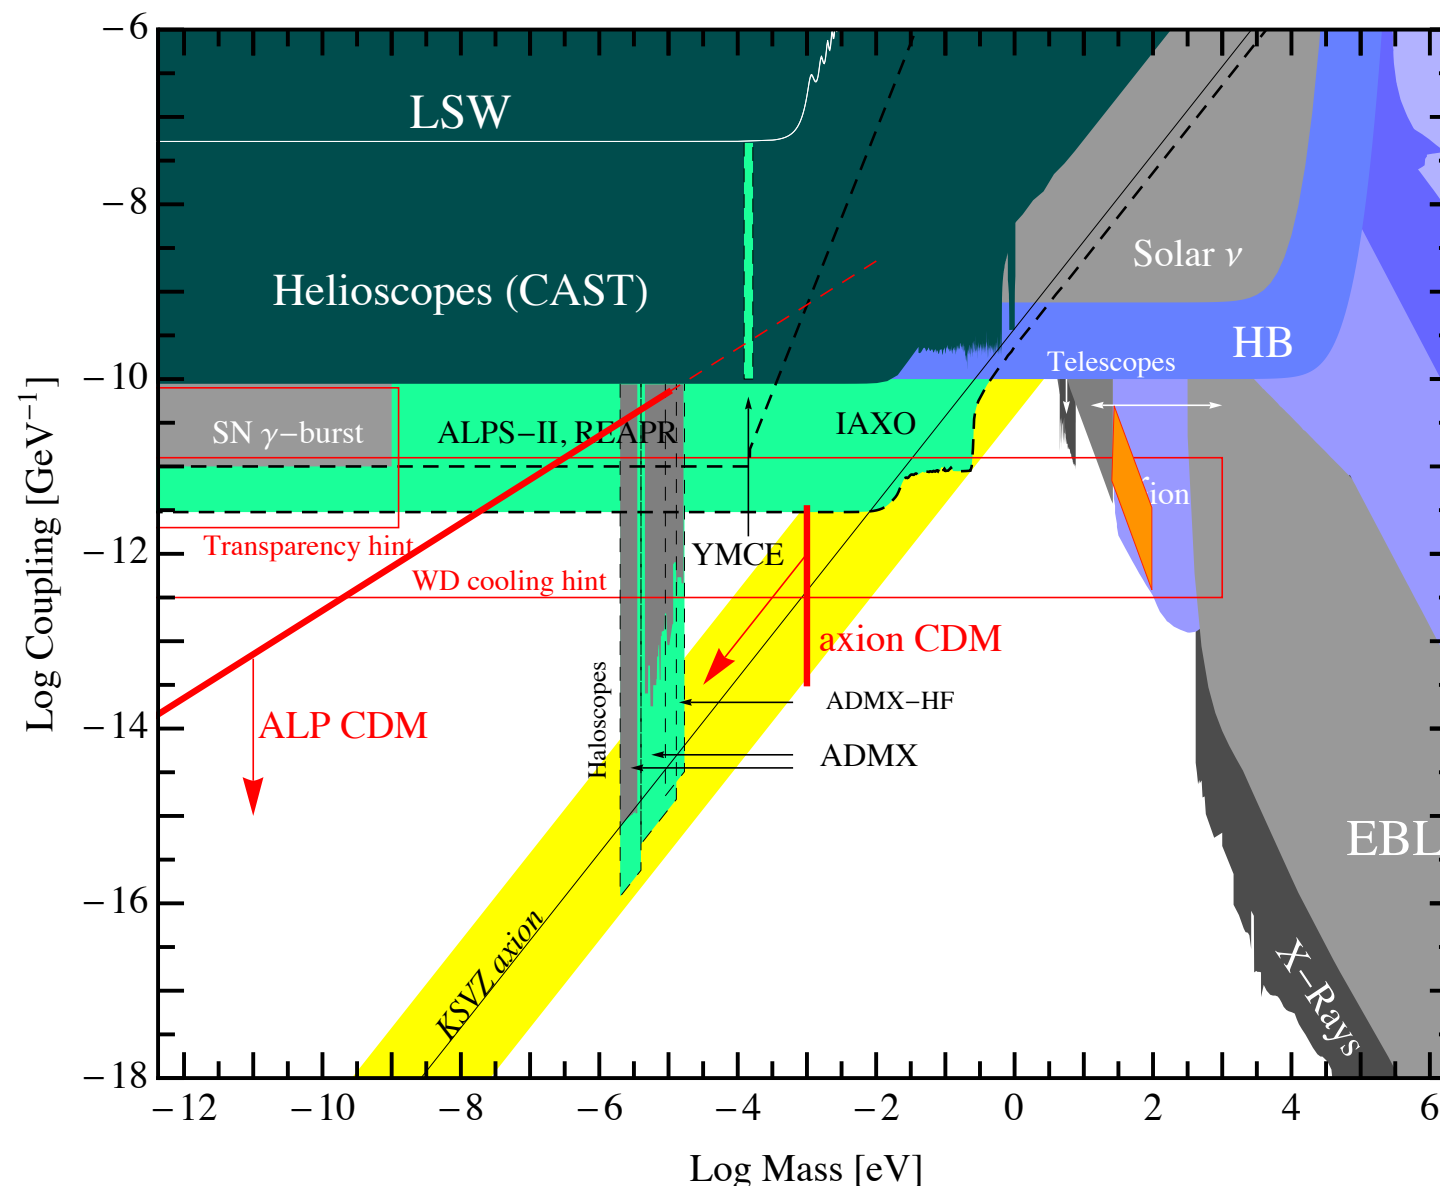 −6
−8
−10
−12
−14
−16
−18
Log Coupling [GeV⁻¹]
LSW
Helioscopes (CAST)
Solar ν
HB
Telescopes
SN γ−burst
ALPS−II, REAPR
IAXO
ion
Transparency hint
YMCE
WD cooling hint
axion CDM
Haloscopes
ADMX−HF
ALP CDM
ADMX
EBL
KSVZ axion
X−Rays
−12
−10
−8
−6
−4
−2
0
2
4
6
Log Mass [eV]